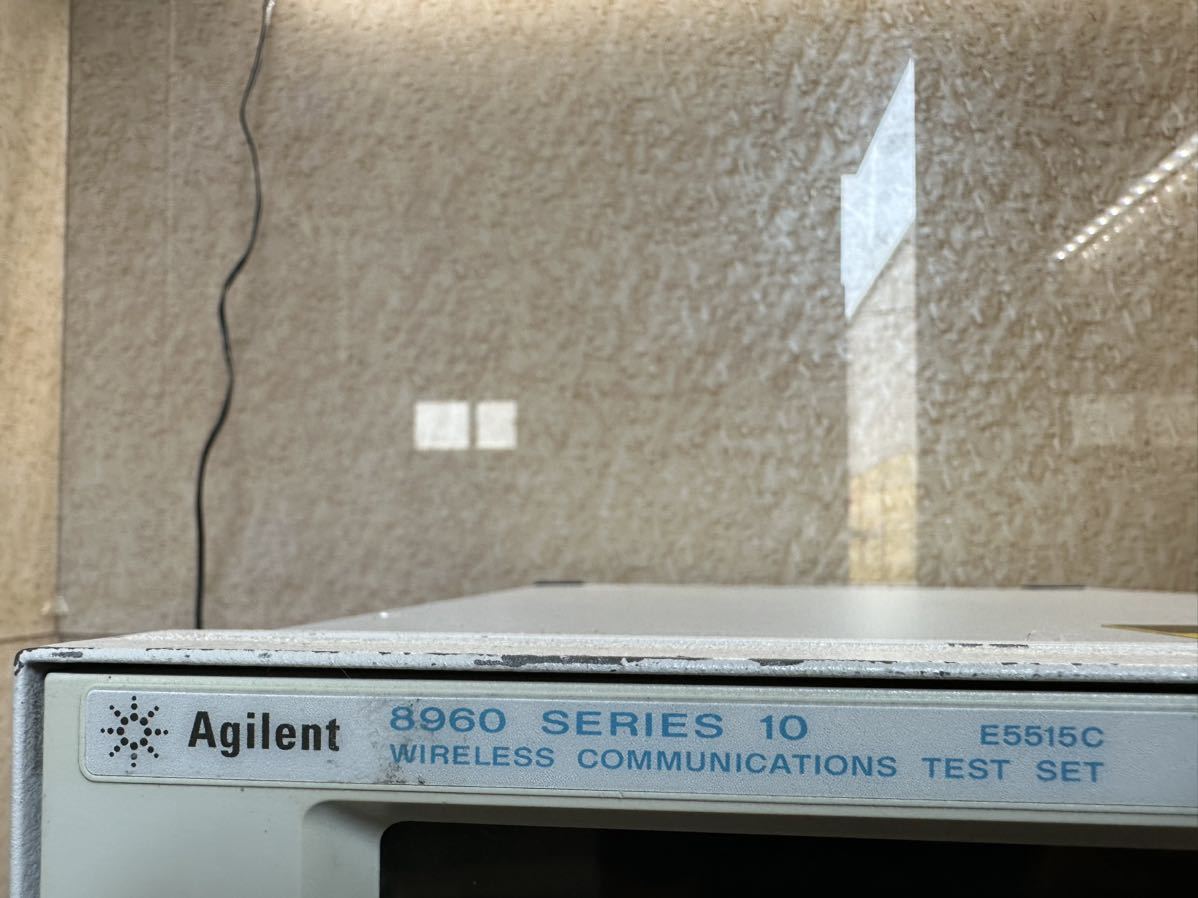 Agilent
8960 SERIES 10 E5515C
WIRELESS COMMUNICATIONS TEST SET